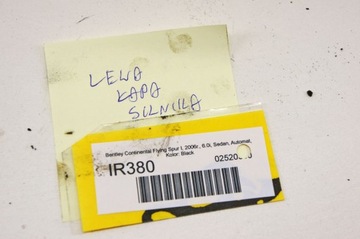 LEWA
KAPA
SILNIKA
Bentley Continental Flying Spur I, 2006r., 6.0i, Sedan, Automat,
Kolor: Black
IR380